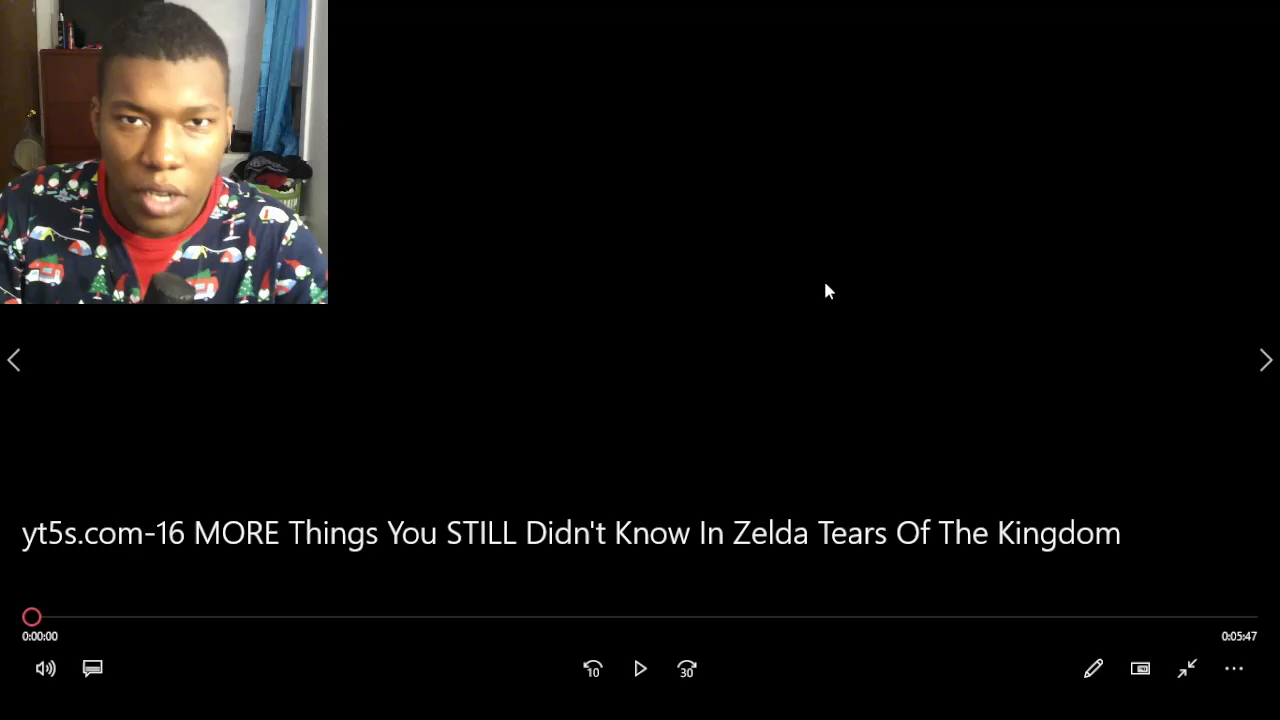 yt5s.com-16 MORE Things You STILL Didn't Know In Zelda Tears Of The Kingdom
0:00:00
0:05:47
10
30